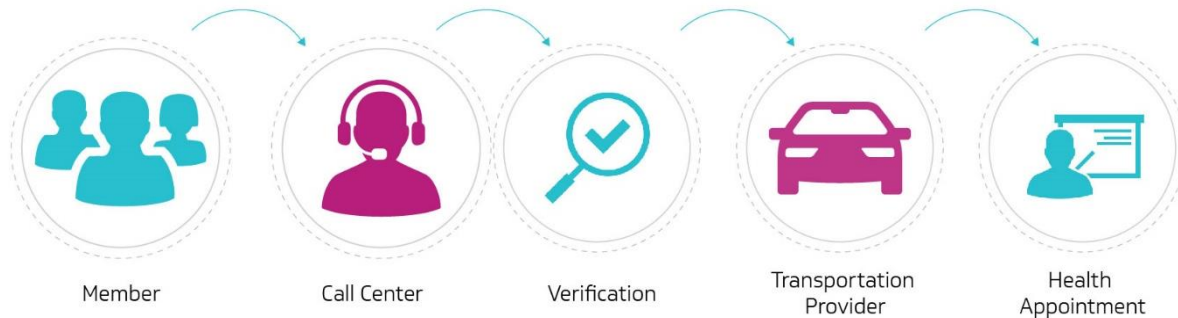 Member
Call Center
Verification
Transportation
Provider
Health
Appointment